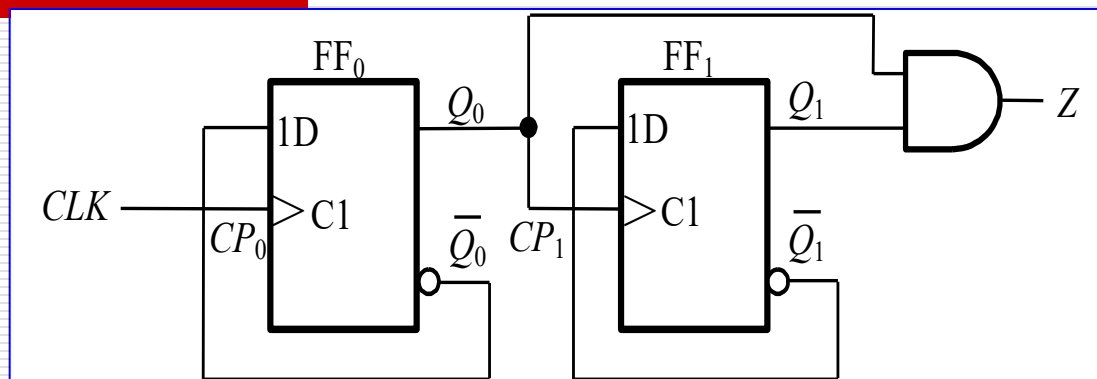 FF₀
FF₁
Q₀
Q₁
Z
1D
1D
CLK
C1
C1
CP₀
Q̅₀
CP₁
Q̅₁